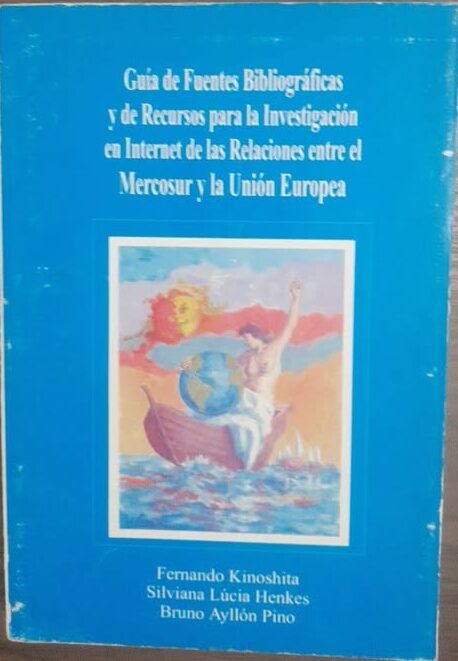 Guía de Fuentes Bibliográficas
y de Recursos para la Investigación
en Internet de las Relaciones entre el
Mercosur y la Unión Europea
Fernando Kinoshita
Silviana Lúcia Henkes
Bruno Ayllón Pino